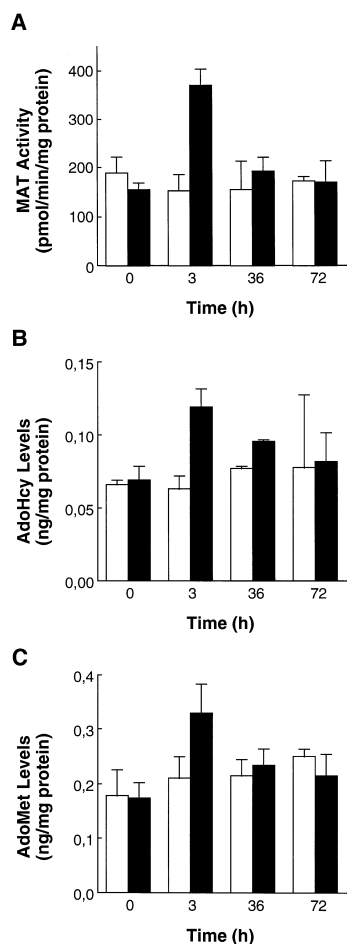 A
MAT Activity
(pmol/min/mg protein)
400
300
200
100
0
0 3 36 72
Time (h)
B
AdoHcy Levels
(ng/mg protein)
0,15
0,10
0,05
0,00
0 3 36 72
Time (h)
C
AdoMet Levels
(ng/mg protein)
0,4
0,3
0,2
0,1
0,0
0 3 36 72
Time (h)